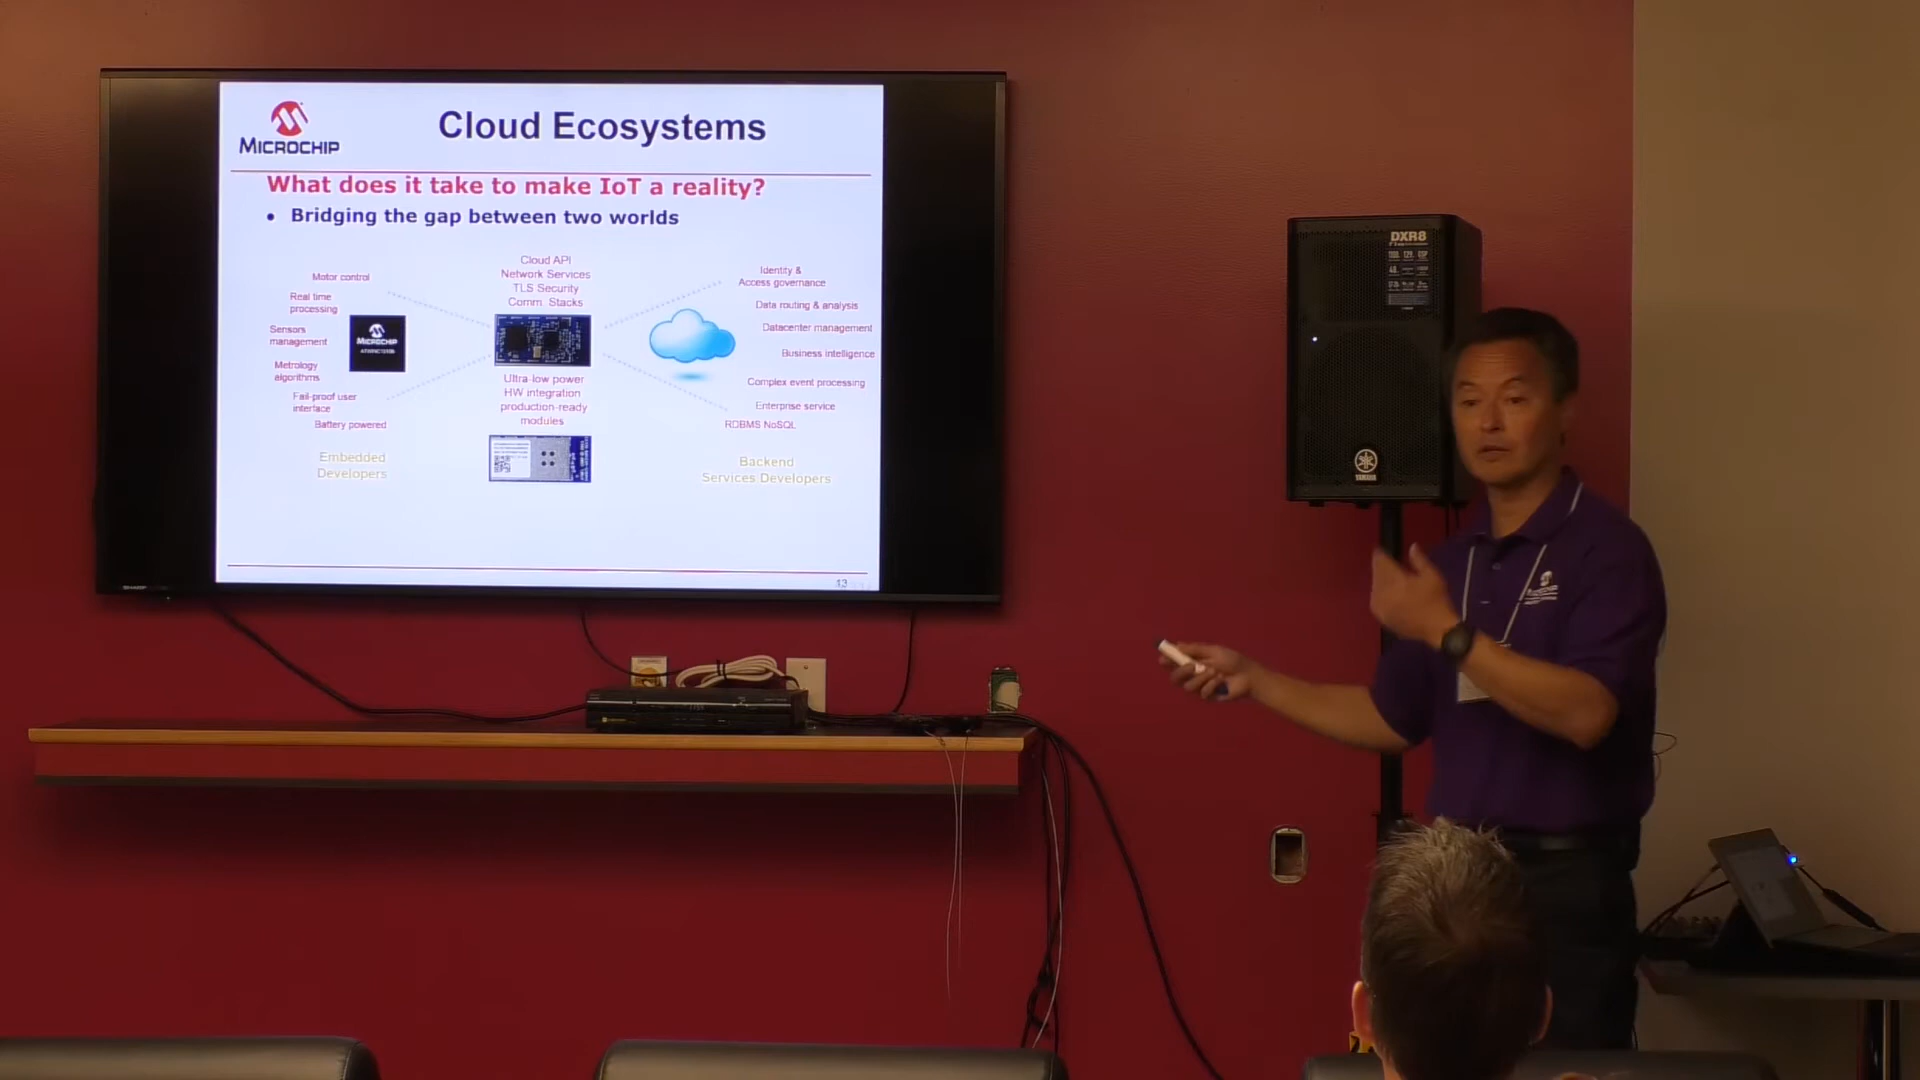 MICROCHIP
Cloud Ecosystems
What does it take to make IoT a reality?
• Bridging the gap between two worlds
Motor control
Real time
processing
Sensors
management
Metrology
algorithms
Fail-proof user
interface
Battery powered
Embedded
Developers
MICROCHIP
Cloud API
Network Services
TLS Security
Comm. Stacks
Ultra-low power
HW integration
production-ready
modules
Identity &
Access governance
Data routing & analysis
Datacenter management
Business intelligence
Complex event processing
Enterprise service
RDBMS NoSQL
Backend
Services Developers
43
SHARP
DXR8
YAMAHA